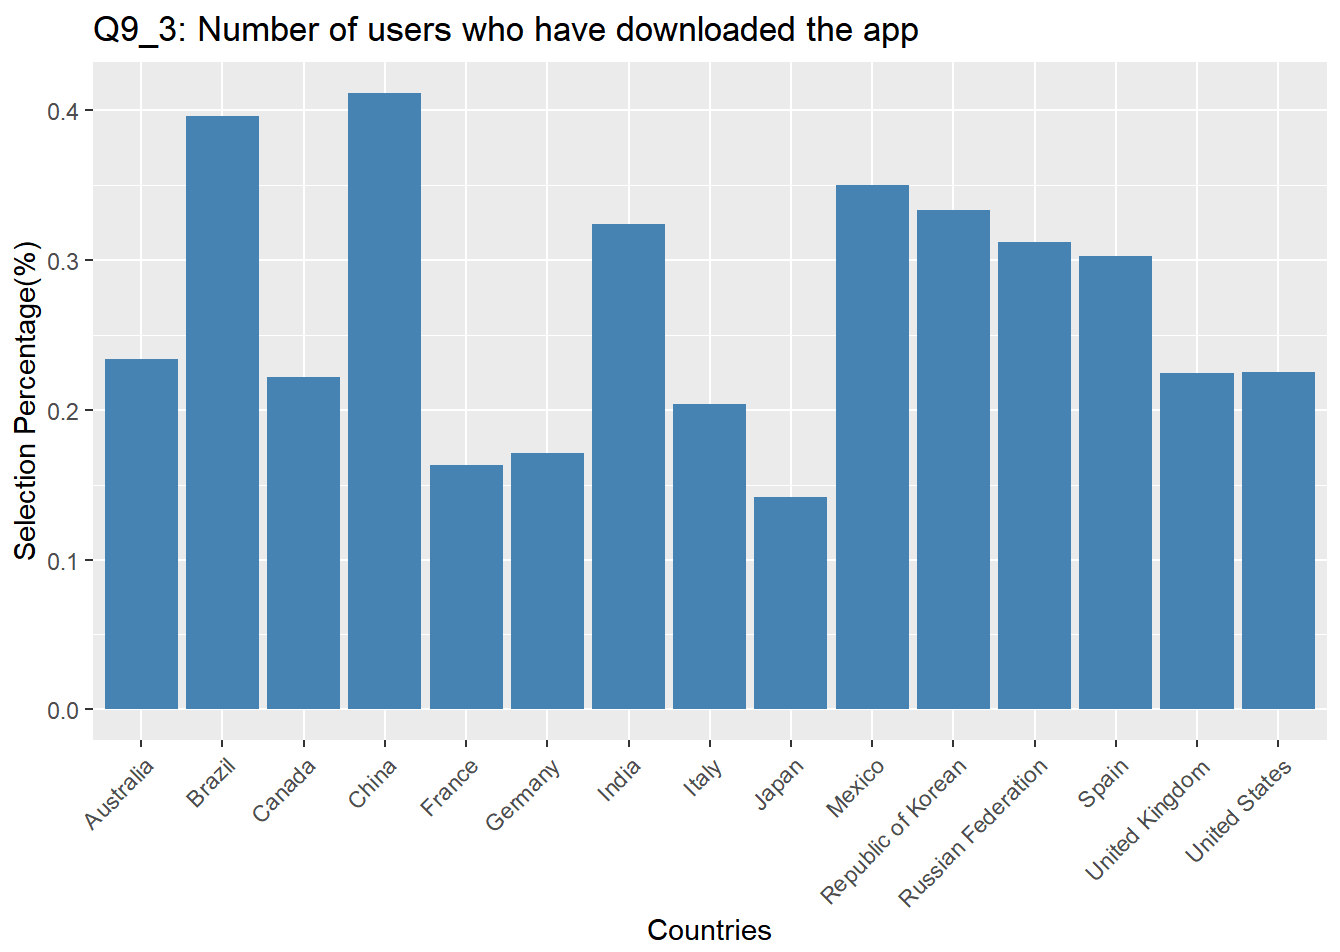 Q9_3: Number of users who have downloaded the app
Selection Percentage(%)
0.4
0.3
0.2
0.1
0.0
Australia
Brazil
Canada
China
France
Germany
India
Italy
Japan
Mexico
Republic of Korean
Russian Federation
Spain
United Kingdom
United States
Countries